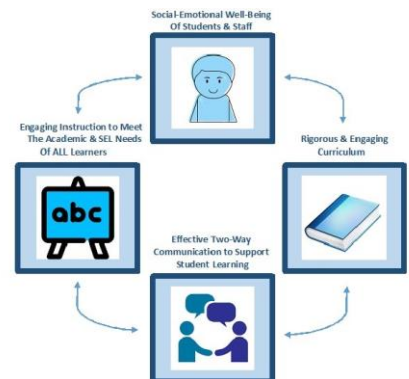 Social-Emotional Well-Being
Of Students & Staff
Engaging Instruction to Meet
The Academic & SEL Needs
Of ALL Learners
Rigorous & Engaging
Curriculum
abc
Effective Two-Way
Communication to Support
Student Learning